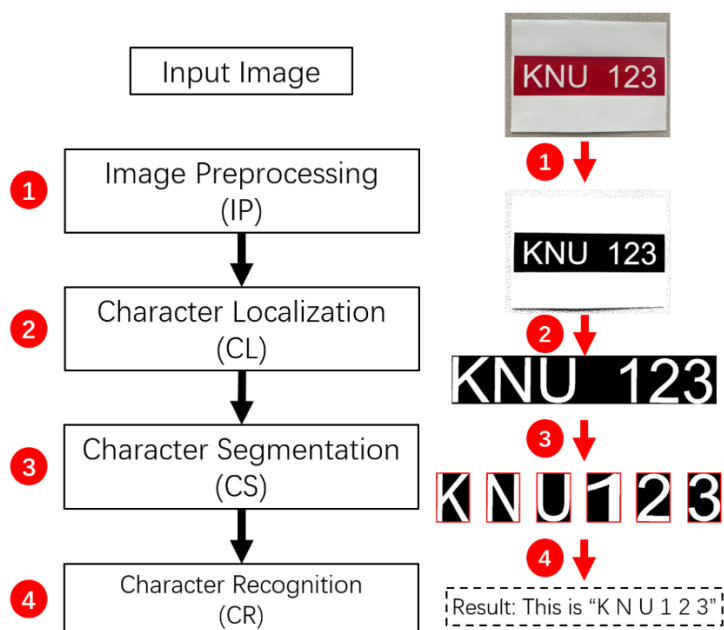 Input Image
1
Image Preprocessing
(IP)
2
Character Localization
(CL)
3
Character Segmentation
(CS)
4
Character Recognition
(CR)
KNU 123
1
KNU 123
2
KNU 123
3
K N U 1 2 3
4
Result: This is “K N U 1 2 3”